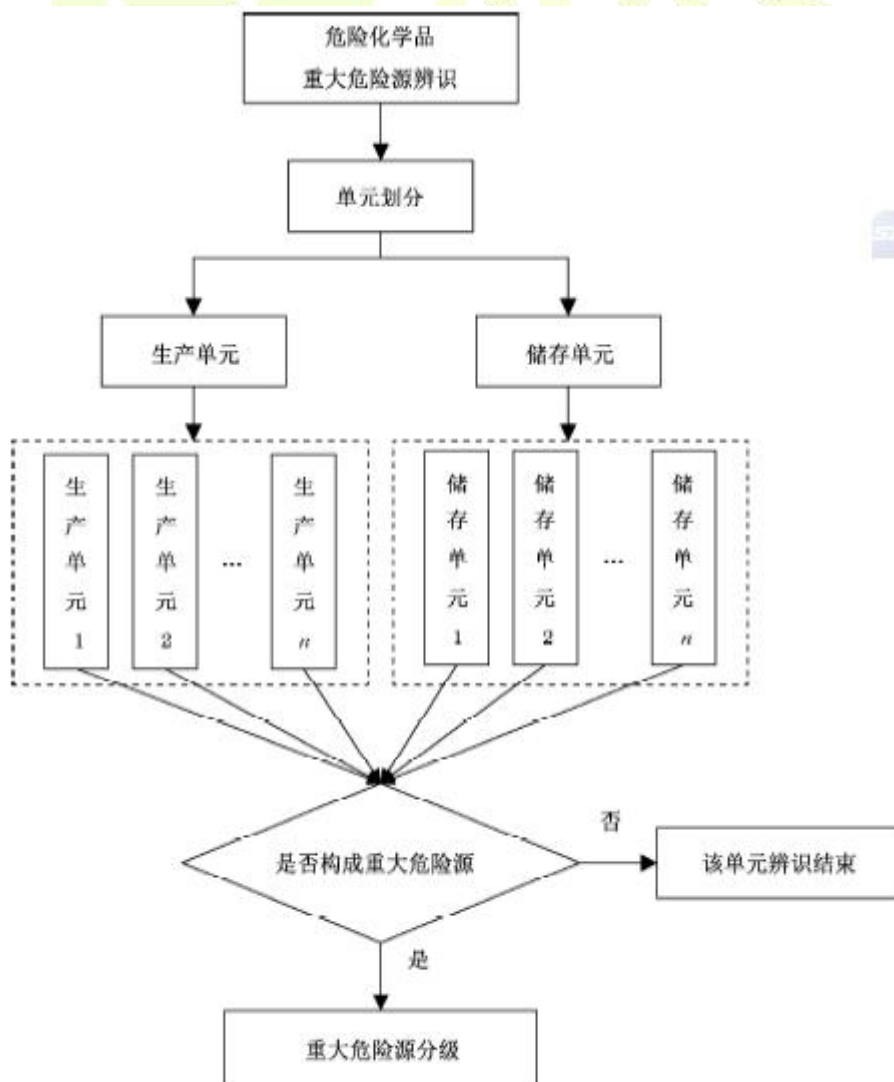 危险化学品
重大危险源辨识
单元划分
生产单元
储存单元
生产单元1
生产单元2
…
生产单元n
储存单元1
储存单元2
…
储存单元n
是否构成重大危险源
否
该单元辨识结束
是
重大危险源分级